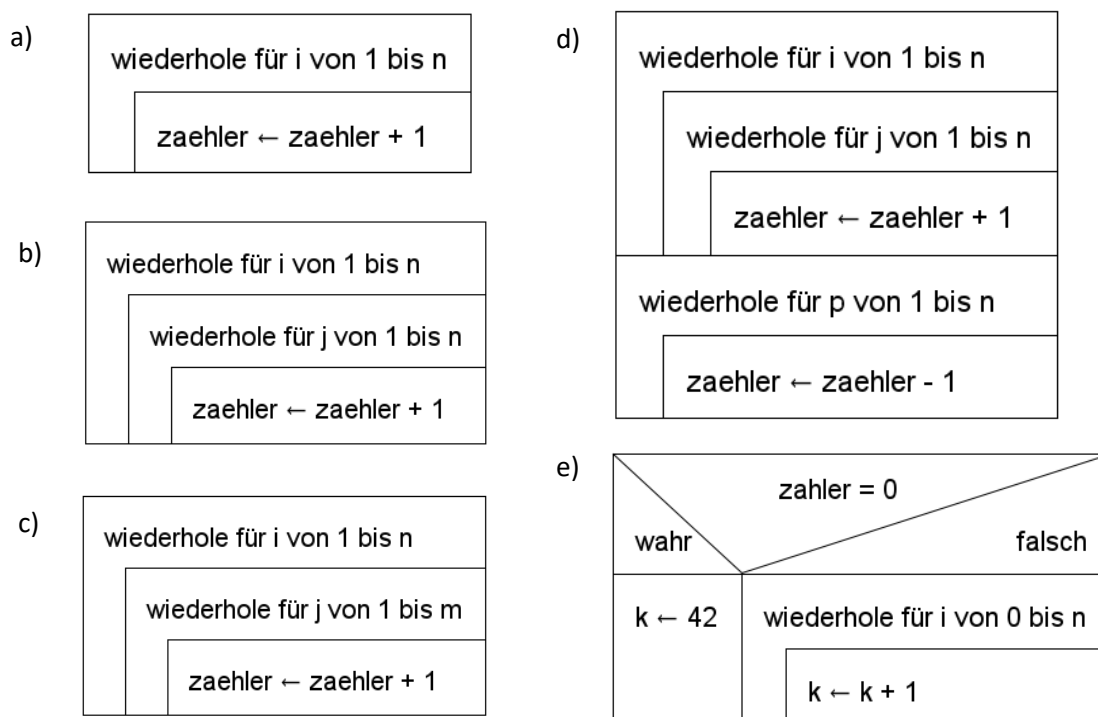 a)
wiederhole für i von 1 bis n
zaehler ← zaehler + 1
b)
wiederhole für i von 1 bis n
wiederhole für j von 1 bis n
zaehler ← zaehler + 1
c)
wiederhole für i von 1 bis n
wiederhole für j von 1 bis m
zaehler ← zaehler + 1
d)
wiederhole für i von 1 bis n
wiederhole für j von 1 bis n
zaehler ← zaehler + 1
wiederhole für p von 1 bis n
zaehler ← zaehler - 1
e)
zahler = 0
wahr
falsch
k ← 42
wiederhole für i von 0 bis n
k ← k + 1